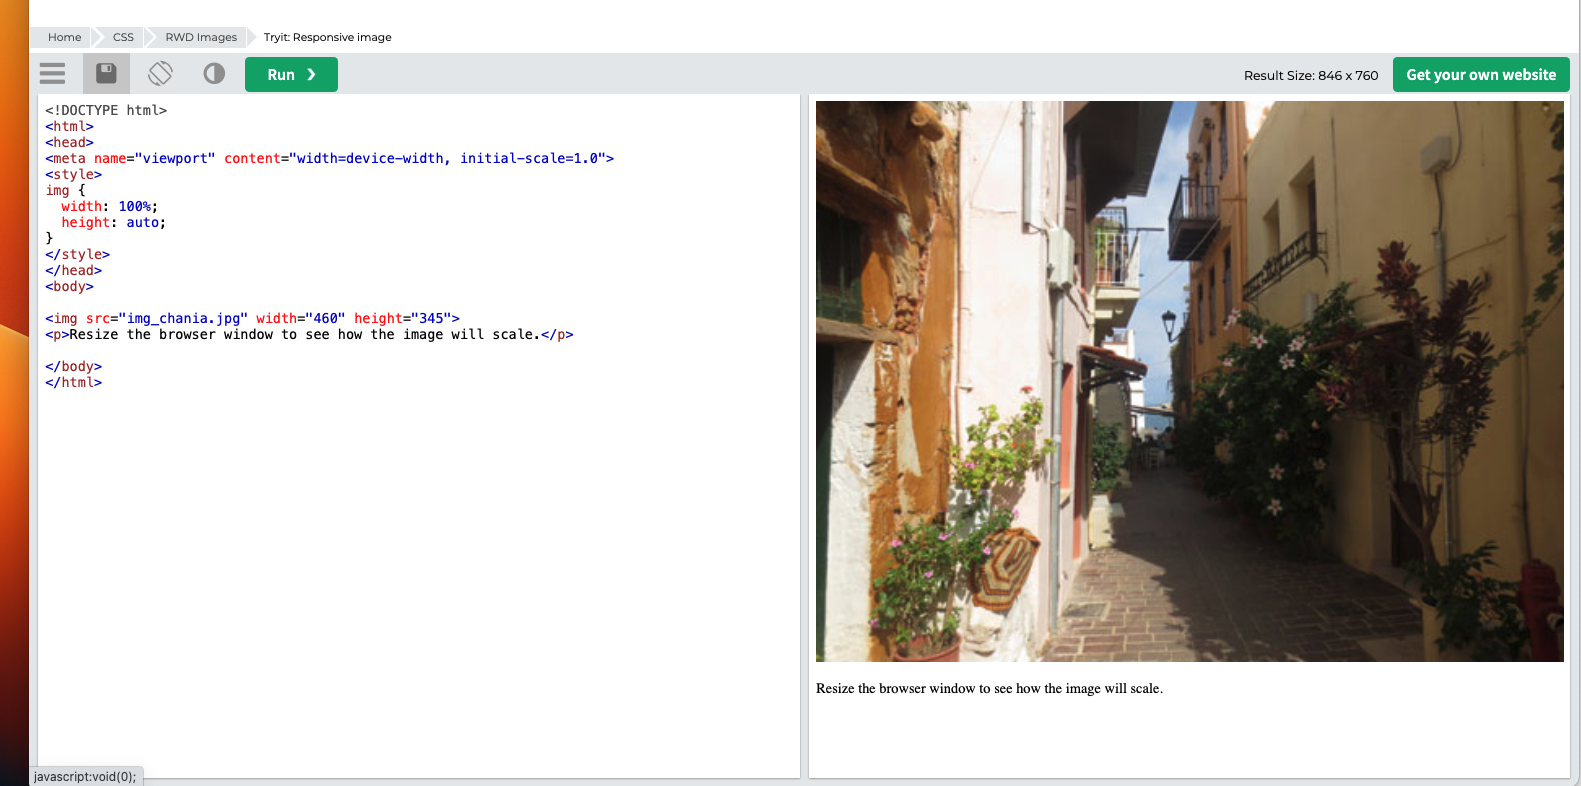 Home CSS RWD Images Tryit: Responsive image
Run ❯ Result Size: 846 x 760 Get your own website
<!DOCTYPE html>
<html>
<head>
<meta name="viewport" content="width=device-width, initial-scale=1.0">
<style>
img {
  width: 100%;
  height: auto;
}
</style>
</head>
<body>

<img src="img_chania.jpg" width="460" height="345">
<p>Resize the browser window to see how the image will scale.</p>

</body>
</html>
Resize the browser window to see how the image will scale.
javascript:void(0);